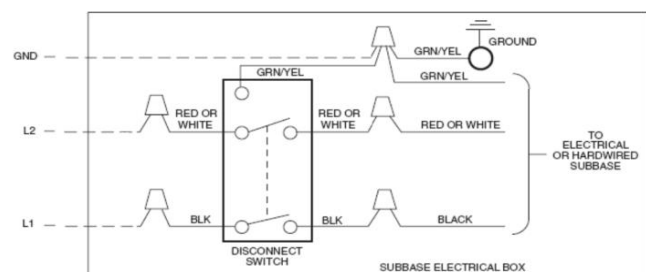 GROUND
GRN/YEL
GND
GRN/YEL
GRN/YEL
RED OR
WHITE
RED OR
WHITE
L2
RED OR WHITE
TO
ELECTRICAL
OR HARDWIRED
SUBBASE
L1
BLK
BLK
BLACK
DISCONNECT
SWITCH
SUBBASE ELECTRICAL BOX